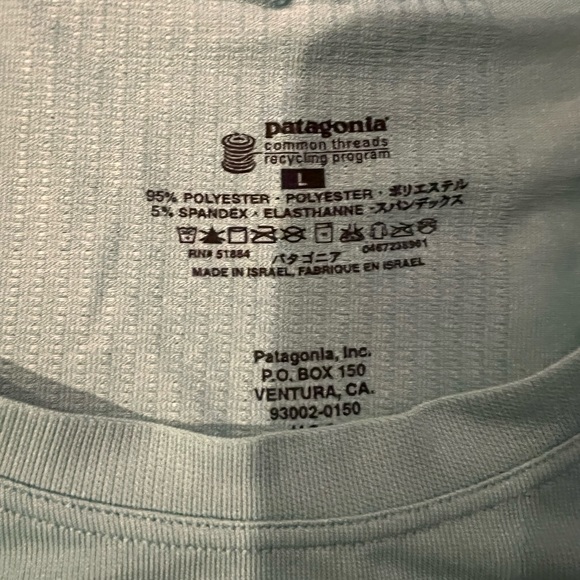 patagonia®
common threads
recycling program
L
95% POLYESTER · POLYESTER · ポリエステル
5% SPANDEX · ELASTHANNE · スパンデックス
RN# 51884 パタゴニア 0467238961
MADE IN ISRAEL, FABRIQUE EN ISRAEL
Patagonia, Inc.
P.O. BOX 150
VENTURA, CA.
93002-0150